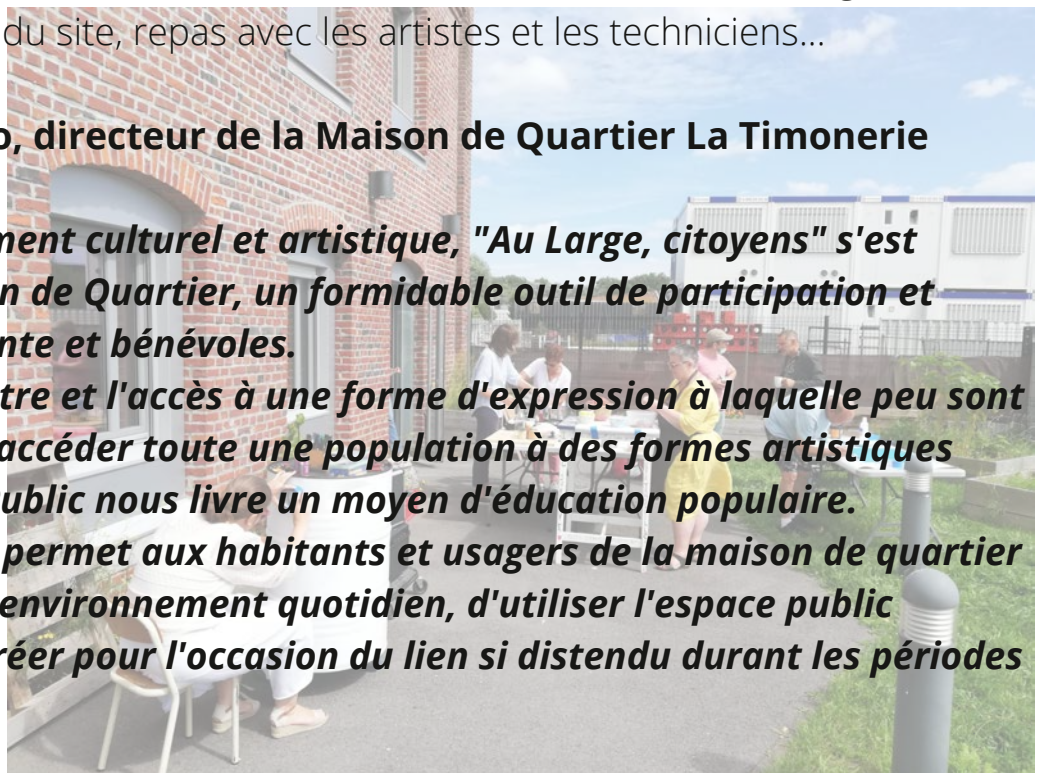 du site, repas avec les artistes et les techniciens...
, directeur de la Maison de Quartier La Timonerie
ment culturel et artistique, "Au Large, citoyens" s'est
n de Quartier, un formidable outil de participation et
nte et bénévoles.
tre et l'accès à une forme d'expression à laquelle peu sont
accéder toute une population à des formes artistiques
ublic nous livre un moyen d'éducation populaire.
permet aux habitants et usagers de la maison de quartier
environnement quotidien, d'utiliser l'espace public
réer pour l'occasion du lien si distendu durant les périodes